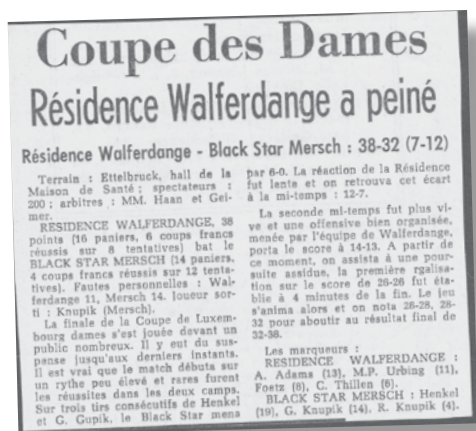 Coupe des Dames
Résidence Walferdange a peiné
Résidence Walferdange - Black Star Mersch : 38-32 (7-12)
Terrain : Ettelbruck, hall de la
Maison de Santé; spectateurs :
200 ; arbitres : MM. Haan et Gei-
mer.
RESIDENCE WALFERDANGE, 38
points (16 paniers, 6 coups francs
réussis sur 8 tentatives) bat le
BLACK STAR MERSCH (14 paniers,
4 coups francs réussis sur 12 tenta-
tives). Fautes personnelles : Wal-
ferdange 11, Mersch 14. Joueur sor-
ti : Knupik (Mersch).
La finale de la Coupe de Luxem-
bourg dames s'est jouée devant un
public nombreux. Il y eut du sus-
panse jusqu'aux derniers instants.
Il est vrai que le match débuta sur
un rythe peu élevé et rares furent
les réussites dans les deux camps.
Sur trois tirs consécutifs de Henkel
et G. Gupik, le Black Star mena
par 6-0. La réaction de la Résidence
fut lente et on retrouva cet écart
à la mi-temps : 12-7.
La seconde mi-temps fut plus vi-
ve et une offensive bien organisée,
menée par l'équipe de Walferdange,
porta le score à 14-13. A partir de
ce moment, on assista à une pour-
suite assidue, la première rgalisa-
tion sur le score de 26-26 fut éta-
blie à 4 minutes de la fin. Le jeu
s'anima alors et on nota 26-28, 28-
32 pour aboutir au résultat final de
32-38.
Les marqueurs :
RESIDENCE WALFERDANGE :
A. Adams (13), M.P. Urbing (11),
Foetz (8), C. Thillen (6).
BLACK STAR MERSCH : Henkel
(19), G. Knupik (14), R. Knupik (4).